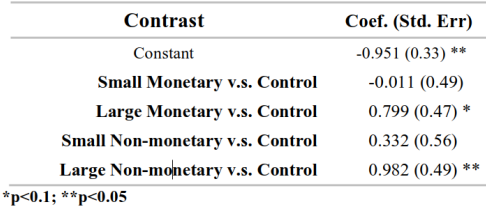 Contrast Coef. (Std. Err)
Constant -0.951 (0.33) **
Small Monetary v.s. Control -0.011 (0.49)
Large Monetary v.s. Control 0.799 (0.47) *
Small Non-monetary v.s. Control 0.332 (0.56)
Large Non-monetary v.s. Control 0.982 (0.49) **
*p<0.1; **p<0.05